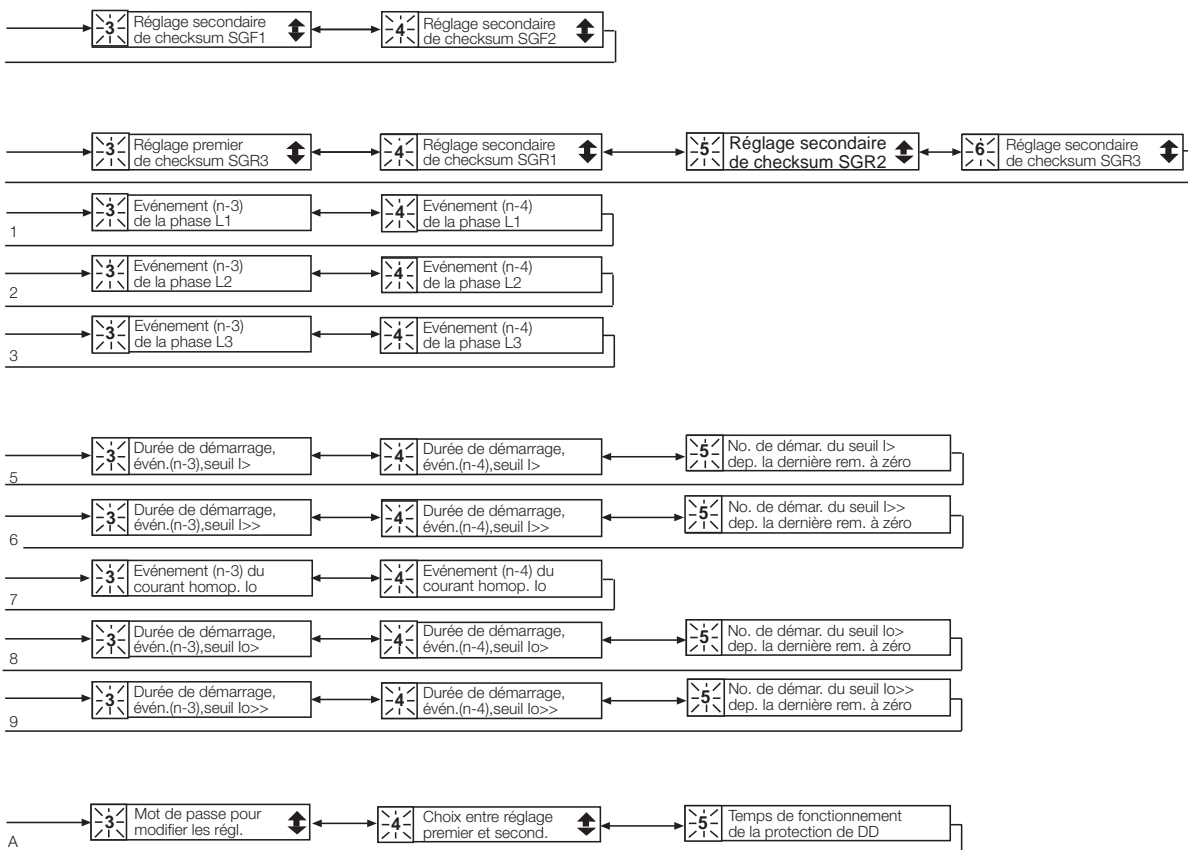 3 Réglage secondaire
de checksum SGF1
4 Réglage secondaire
de checksum SGF2
3 Réglage premier
de checksum SGR3
4 Réglage secondaire
de checksum SGR1
5 Réglage secondaire
de checksum SGR2
6 Réglage secondaire
de checksum SGR3
3 Evénement (n-3)
de la phase L1
4 Evénement (n-4)
de la phase L1
1
3 Evénement (n-3)
de la phase L2
4 Evénement (n-4)
de la phase L2
2
3 Evénement (n-3)
de la phase L3
4 Evénement (n-4)
de la phase L3
3
3 Durée de démarrage,
évén.(n-3),seuil I>
4 Durée de démarrage,
évén.(n-4),seuil I>
5 No. de démar. du seuil I>
dep. la dernière rem. à zéro
5
3 Durée de démarrage,
évén.(n-3),seuil I>>
4 Durée de démarrage,
évén.(n-4),seuil I>>
5 No. de démar. du seuil I>>
dep. la dernière rem. à zéro
6
3 Evénement (n-3) du
courant homop. Io
4 Evénement (n-4) du
courant homop. Io
7
3 Durée de démarrage,
évén.(n-3),seuil Io>
4 Durée de démarrage,
évén.(n-4),seuil Io>
5 No. de démar. du seuil Io>
dep. la dernière rem. à zéro
8
3 Durée de démarrage,
évén.(n-3),seuil Io>>
4 Durée de démarrage,
évén.(n-4),seuil Io>>
5 No. de démar. du seuil Io>>
dep. la dernière rem. à zéro
9
3 Mot de passe pour
modifier les régl.
4 Choix entre réglage
premier et second.
5 Temps de fonctionnement
de la protection de DD
A